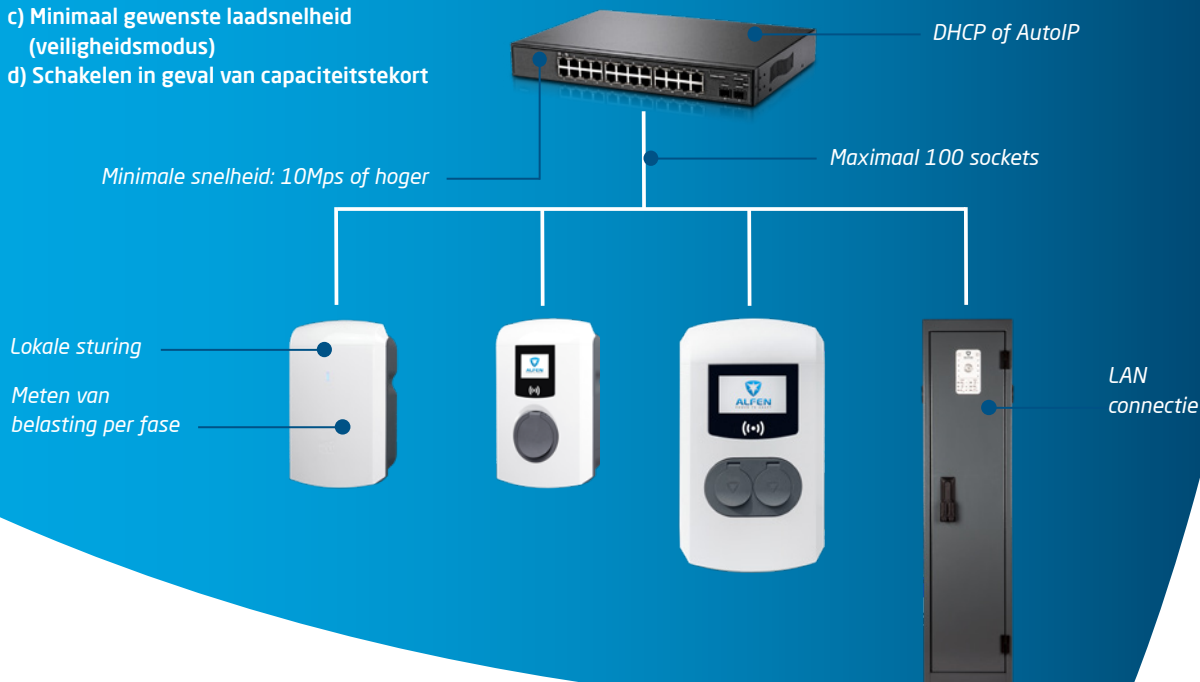 c) Minimaal gewenste laadsnelheid
(veiligheidsmodus)
d) Schakelen in geval van capaciteitstekort
DHCP of AutoIP
Minimale snelheid: 10Mps of hoger
Maximaal 100 sockets
Lokale sturing
Meten van
belasting per fase
LAN
connectie
ALFEN
ALFEN